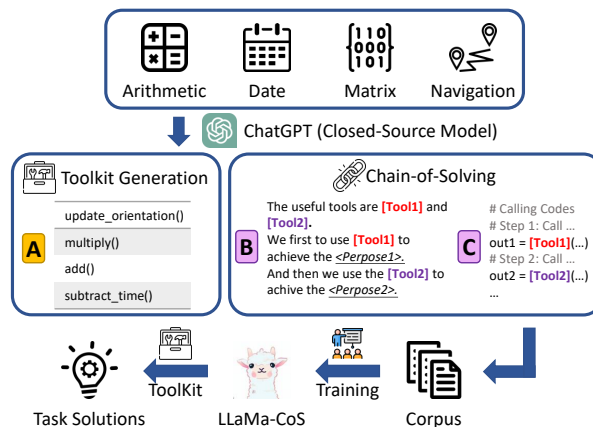 110
000
101
Arithmetic
Date
Matrix
Navigation
ChatGPT (Closed-Source Model)
Toolkit Generation
A
update_orientation()
multiply()
add()
subtract_time()
Chain-of-Solving
B
The useful tools are [Tool1] and
[Tool2].
We first to use [Tool1] to
achieve the <Perpose1>.
And then we use the [Tool2] to
achive the <Perpose2>.
C
# Calling Codes
# Step 1: Call ...
out1 = [Tool1](...)
# Step 2: Call ...
out2 = [Tool2](...)
...
ToolKit
Training
Task Solutions
LLaMa-CoS
Corpus